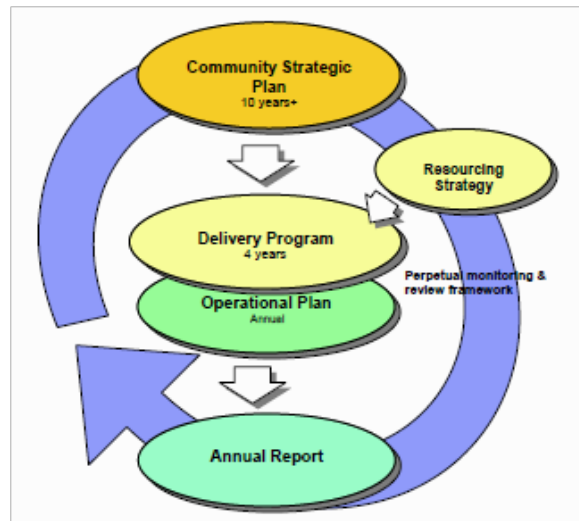 Community Strategic
Plan
10 years+
Resourcing
Strategy
Delivery Program
4 years
Perpetual monitoring &
review framework
Operational Plan
Annual
Annual Report